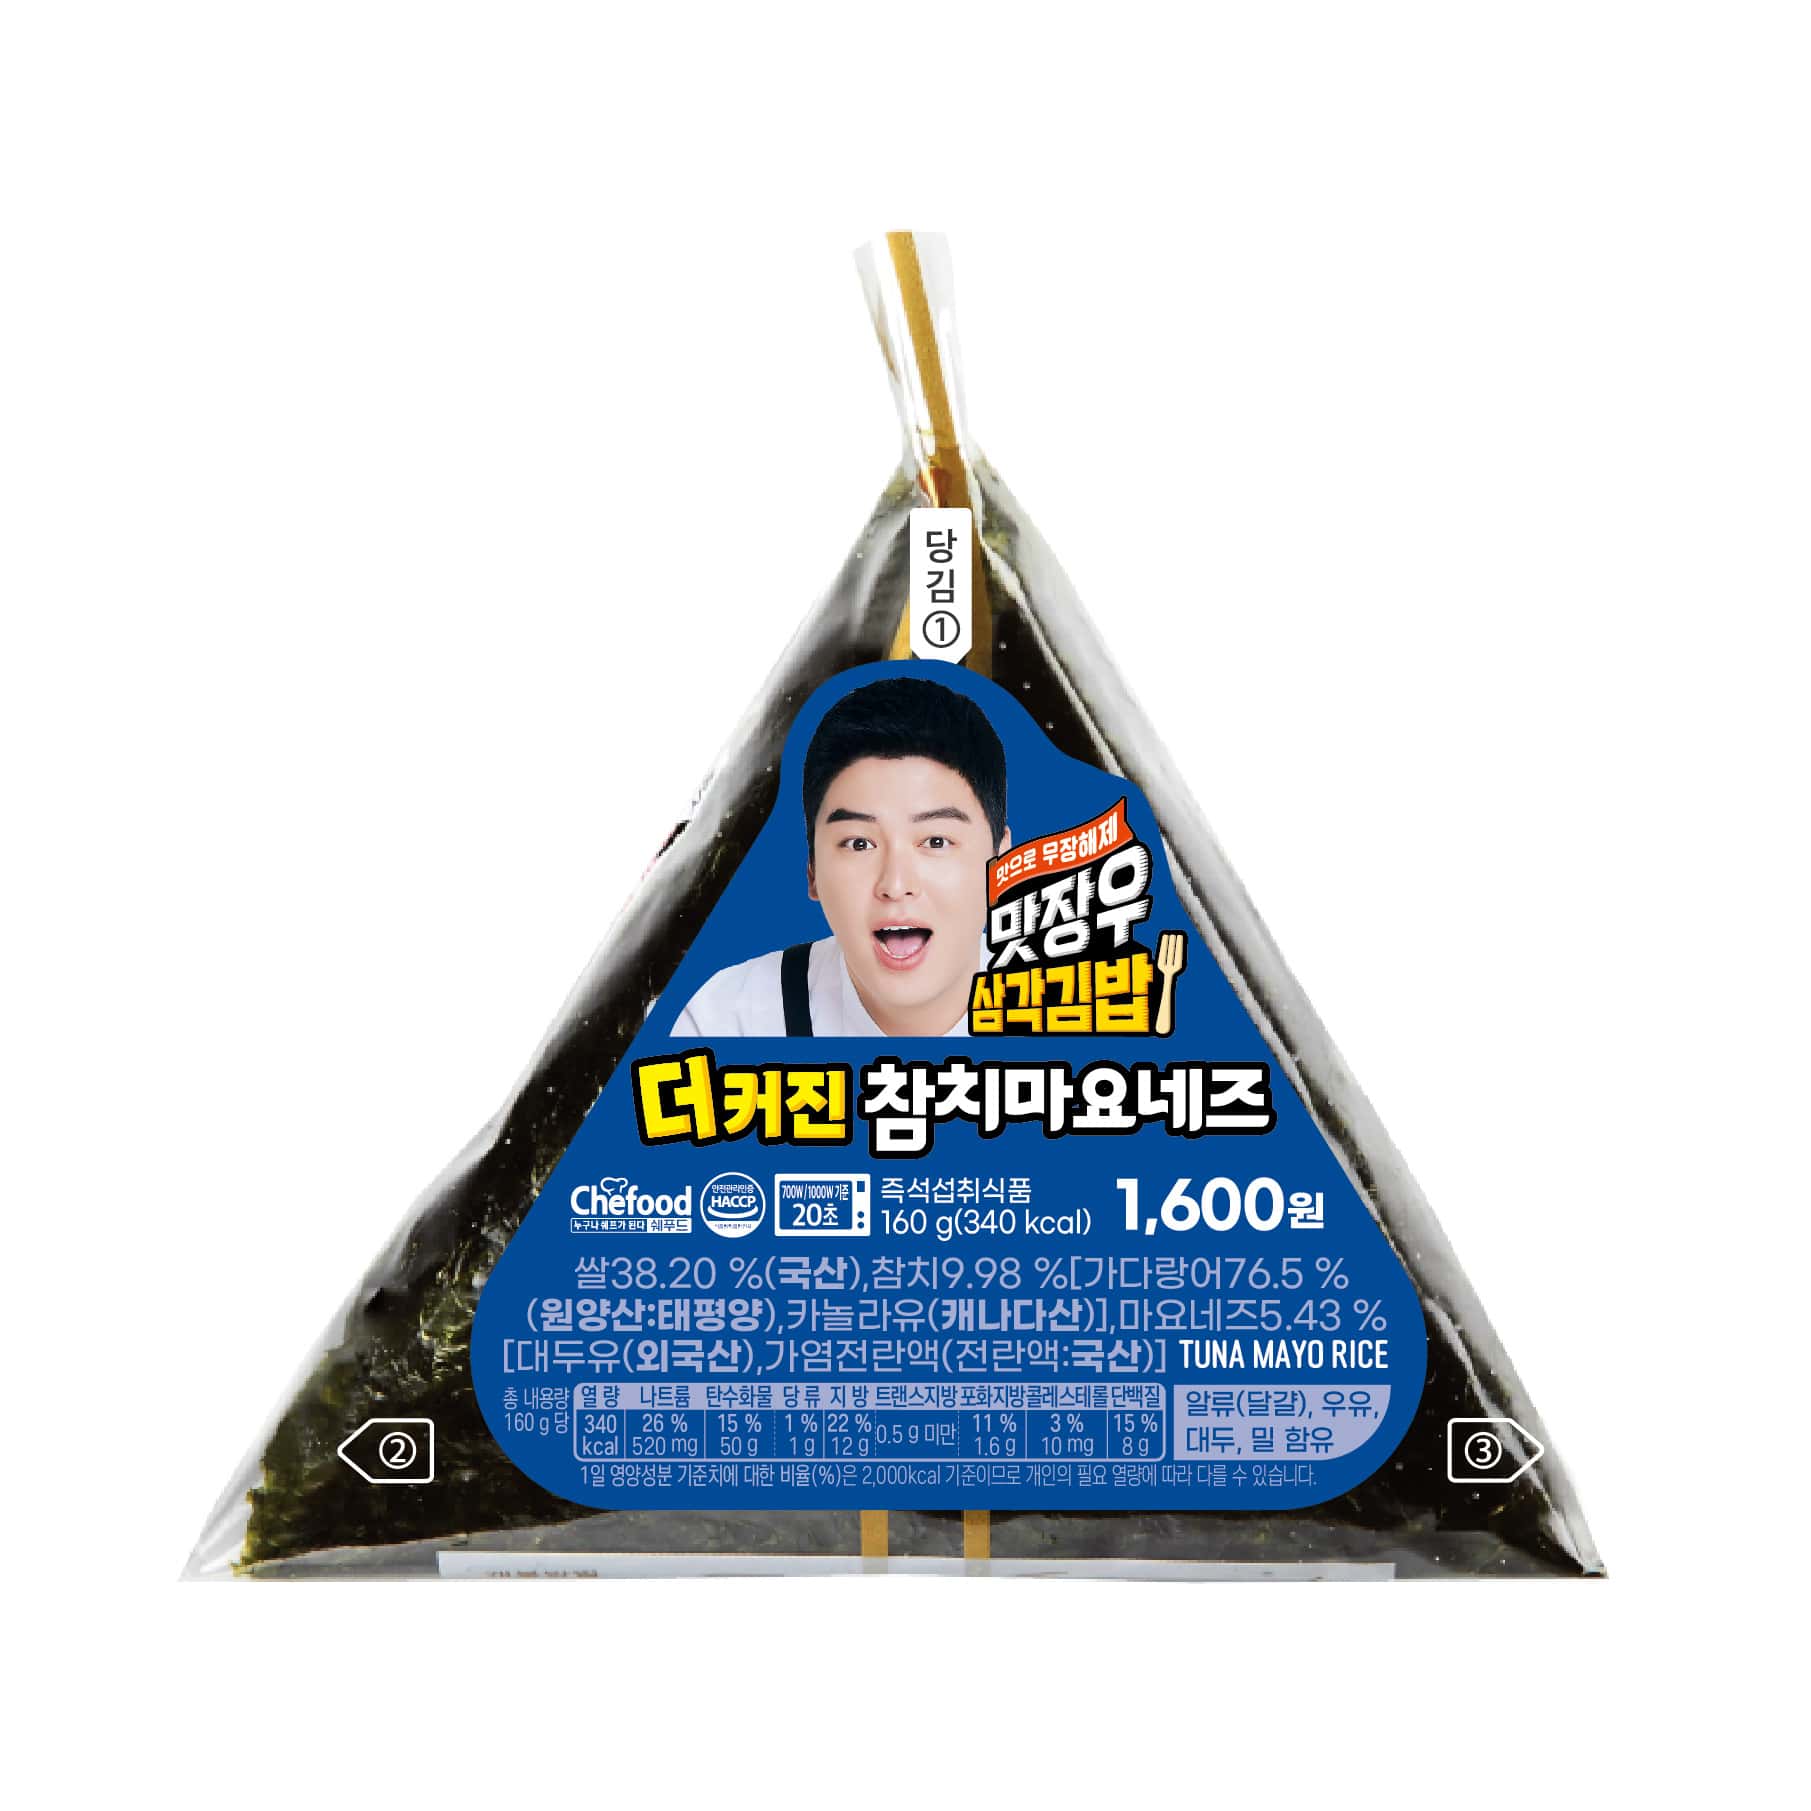 당김①
맛으로 무장해제
맛장우
삼각김밥
더 커진 참치마요네즈
Chefood
누구나 쉐프가 된다 쉐푸드
안전관리인증
HACCP
700W/1000W 기준
20초
즉석섭취식품
160 g(340 kcal)
1,600원
쌀38.20 %(국산),참치9.98 %[가다랑어76.5 %
(원양산:태평양),카놀라유(캐나다산)],마요네즈5.43 %
[대두유(외국산),가염전란액(전란액:국산)] TUNA MAYO RICE
총 내용량 160 g 당
열량 나트륨 탄수화물 당류 지방 트랜스지방 포화지방 콜레스테롤 단백질
340 26 % 15 % 1 % 22 % 0.5 g 미만 11 % 3 % 15 %
kcal 520 mg 50 g 1 g 12 g 1.6 g 10 mg 8 g
알류(달걀), 우유,
대두, 밀 함유
1일 영양성분 기준치에 대한 비율(%)은 2,000kcal 기준이므로 개인의 필요 열량에 따라 다를 수 있습니다.
②
③